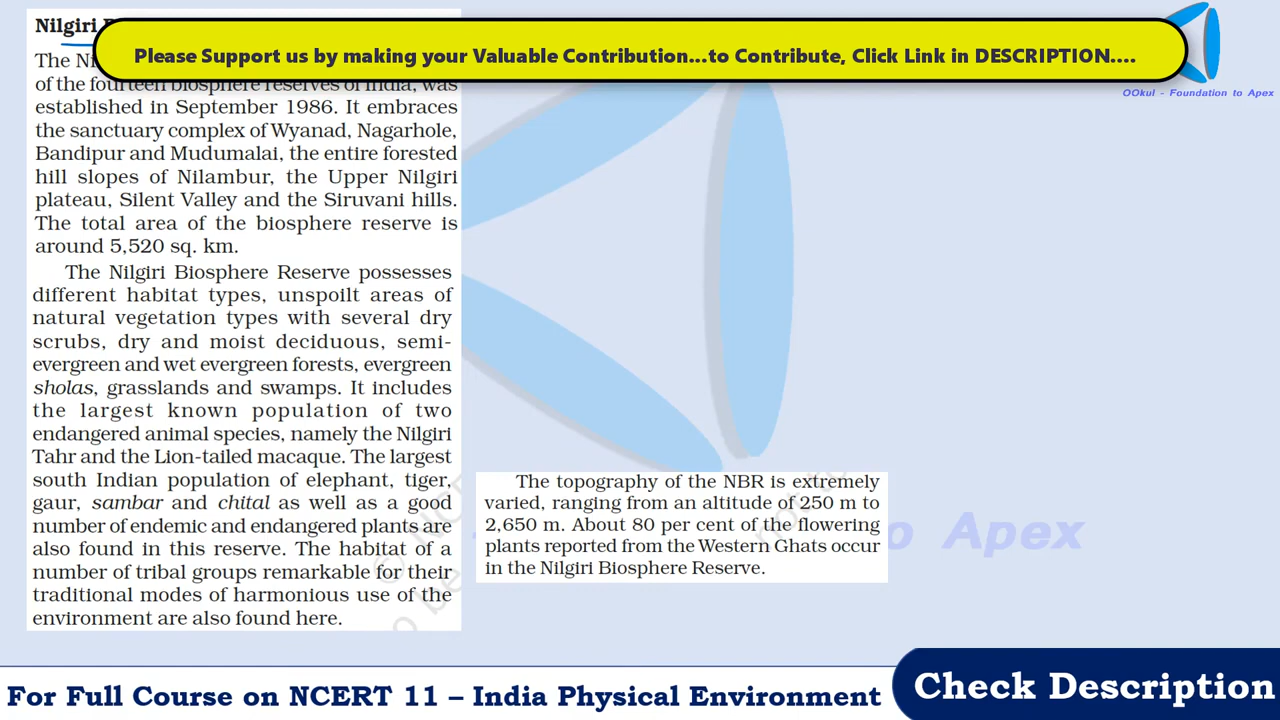 Nilgiri
Please Support us by making your Valuable Contribution...to Contribute, Click Link in DESCRIPTION....
OOkul - Foundation to Apex
The
of the fourteen biosphere reserves of India, was
established in September 1986. It embraces
the sanctuary complex of Wyanad, Nagarhole,
Bandipur and Mudumalai, the entire forested
hill slopes of Nilambur, the Upper Nilgiri
plateau, Silent Valley and the Siruvani hills.
The total area of the biosphere reserve is
around 5,520 sq. km.
The Nilgiri Biosphere Reserve possesses
different habitat types, unspoilt areas of
natural vegetation types with several dry
scrubs, dry and moist deciduous, semi-
evergreen and wet evergreen forests, evergreen
sholas, grasslands and swamps. It includes
the largest known population of two
endangered animal species, namely the Nilgiri
Tahr and the Lion-tailed macaque. The largest
south Indian population of elephant, tiger,
gaur, sambar and chital as well as a good
number of endemic and endangered plants are
also found in this reserve. The habitat of a
number of tribal groups remarkable for their
traditional modes of harmonious use of the
environment are also found here.
The topography of the NBR is extremely
varied, ranging from an altitude of 250 m to
2,650 m. About 80 per cent of the flowering
plants reported from the Western Ghats occur
in the Nilgiri Biosphere Reserve.
to Apex
For Full Course on NCERT 11 – India Physical Environment
Check Description